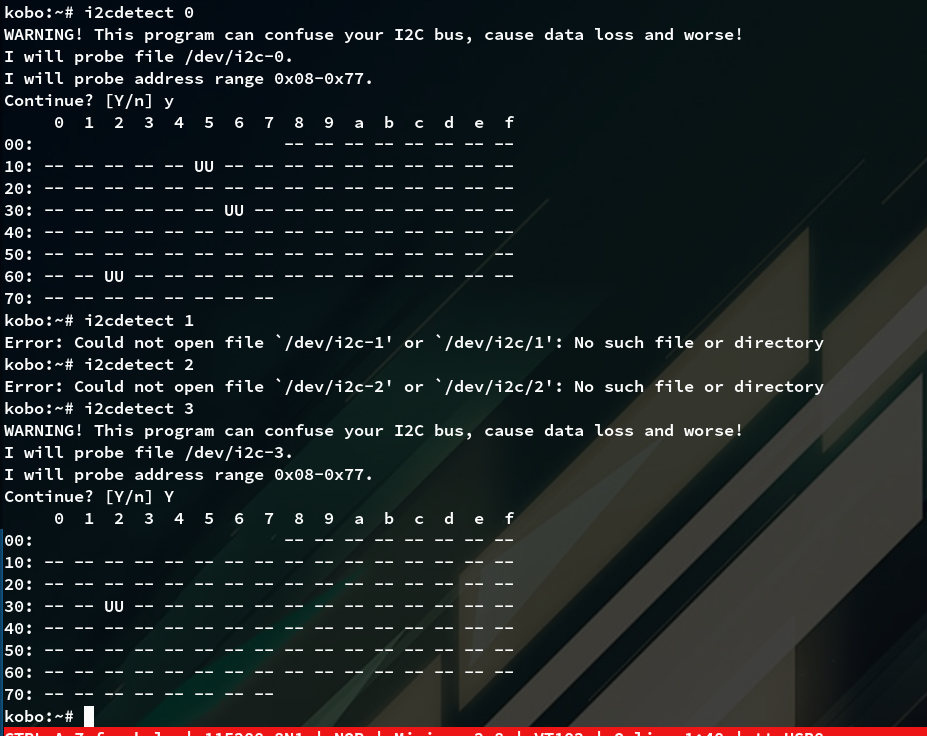 kobo:~# i2cdetect 0
WARNING! This program can confuse your I2C bus, cause data loss and worse!
I will probe file /dev/i2c-0.
I will probe address range 0x08-0x77.
Continue? [Y/n] y
     0  1  2  3  4  5  6  7  8  9  a  b  c  d  e  f
00:                         -- -- -- -- -- -- -- --
10: -- -- -- -- -- UU -- -- -- -- -- -- -- -- -- --
20: -- -- -- -- -- -- -- -- -- -- -- -- -- -- -- --
30: -- -- -- -- -- -- UU -- -- -- -- -- -- -- -- --
40: -- -- -- -- -- -- -- -- -- -- -- -- -- -- -- --
50: -- -- -- -- -- -- -- -- -- -- -- -- -- -- -- --
60: -- -- UU -- -- -- -- -- -- -- -- -- -- -- -- --
70: -- -- -- -- -- -- -- --
kobo:~# i2cdetect 1
Error: Could not open file `/dev/i2c-1' or `/dev/i2c/1': No such file or directory
kobo:~# i2cdetect 2
Error: Could not open file `/dev/i2c-2' or `/dev/i2c/2': No such file or directory
kobo:~# i2cdetect 3
WARNING! This program can confuse your I2C bus, cause data loss and worse!
I will probe file /dev/i2c-3.
I will probe address range 0x08-0x77.
Continue? [Y/n] Y
     0  1  2  3  4  5  6  7  8  9  a  b  c  d  e  f
00:                         -- -- -- -- -- -- -- --
10: -- -- -- -- -- -- -- -- -- -- -- -- -- -- -- --
20: -- -- -- -- -- -- -- -- -- -- -- -- -- -- -- --
30: -- -- UU -- -- -- -- -- -- -- -- -- -- -- -- --
40: -- -- -- -- -- -- -- -- -- -- -- -- -- -- -- --
50: -- -- -- -- -- -- -- -- -- -- -- -- -- -- -- --
60: -- -- -- -- -- -- -- -- -- -- -- -- -- -- -- --
70: -- -- -- -- -- -- -- --
kobo:~#